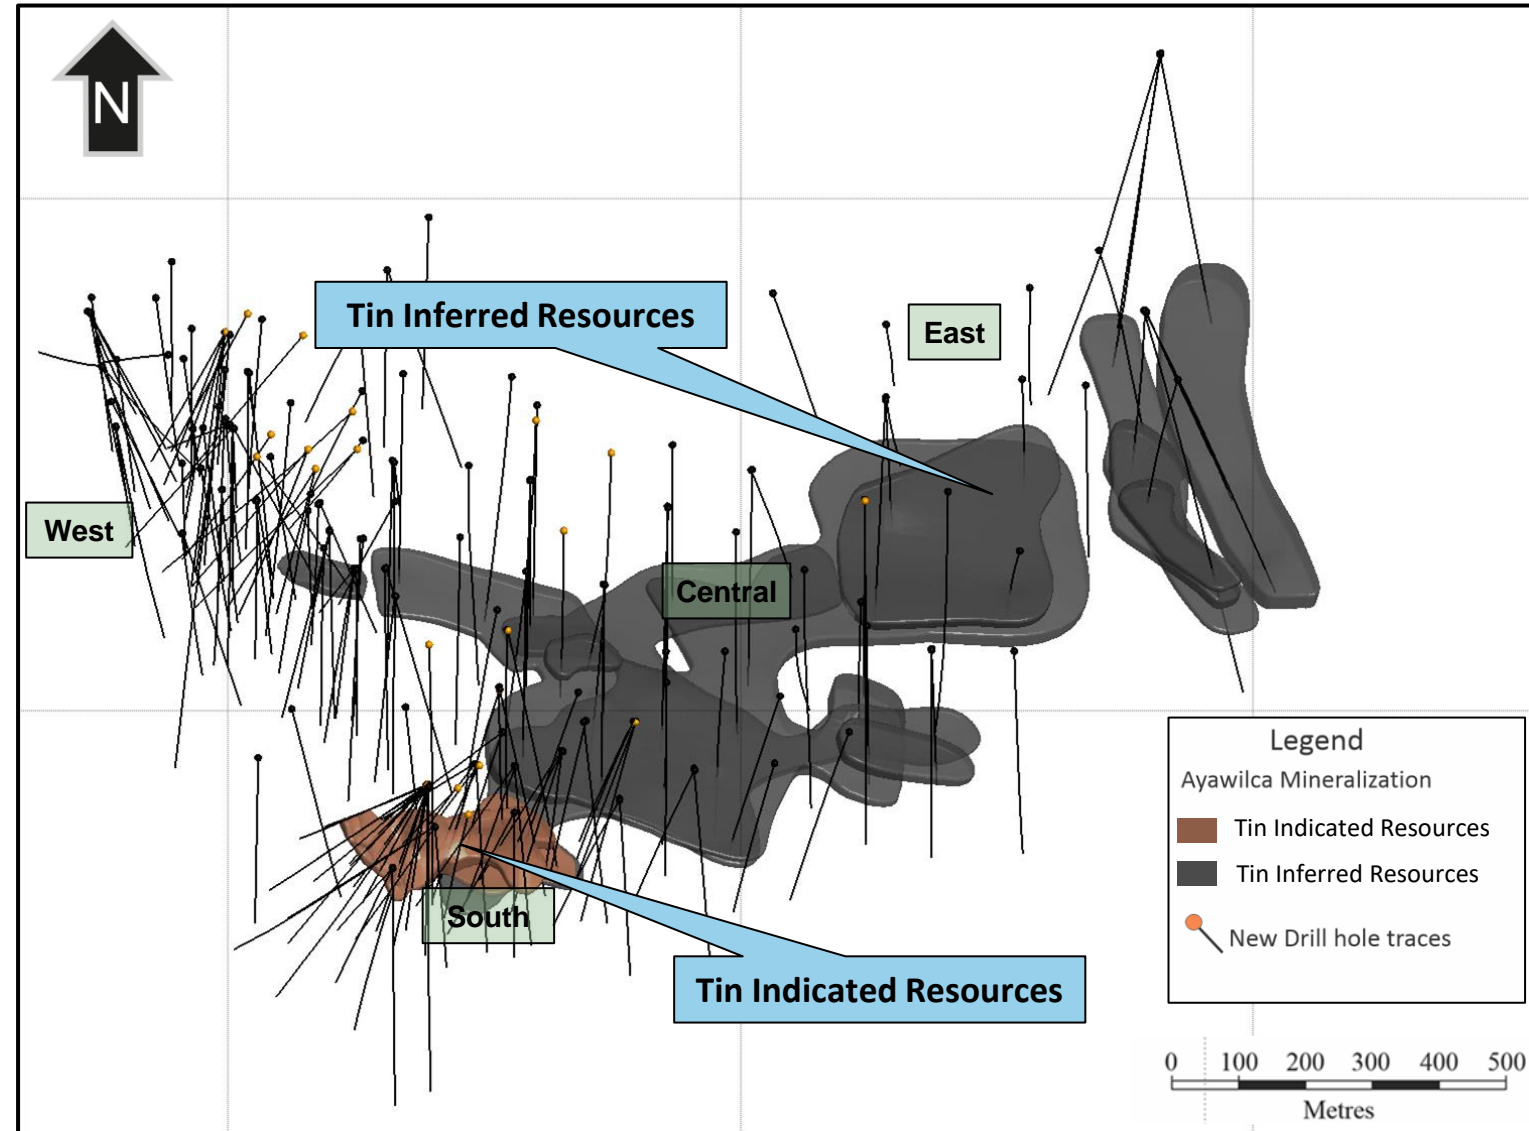 N
Tin Inferred Resources
East
West
Central
South
Tin Indicated Resources
Legend
Ayawilca Mineralization
Tin Indicated Resources
Tin Inferred Resources
New Drill hole traces
0 100 200 300 400 500
Metres